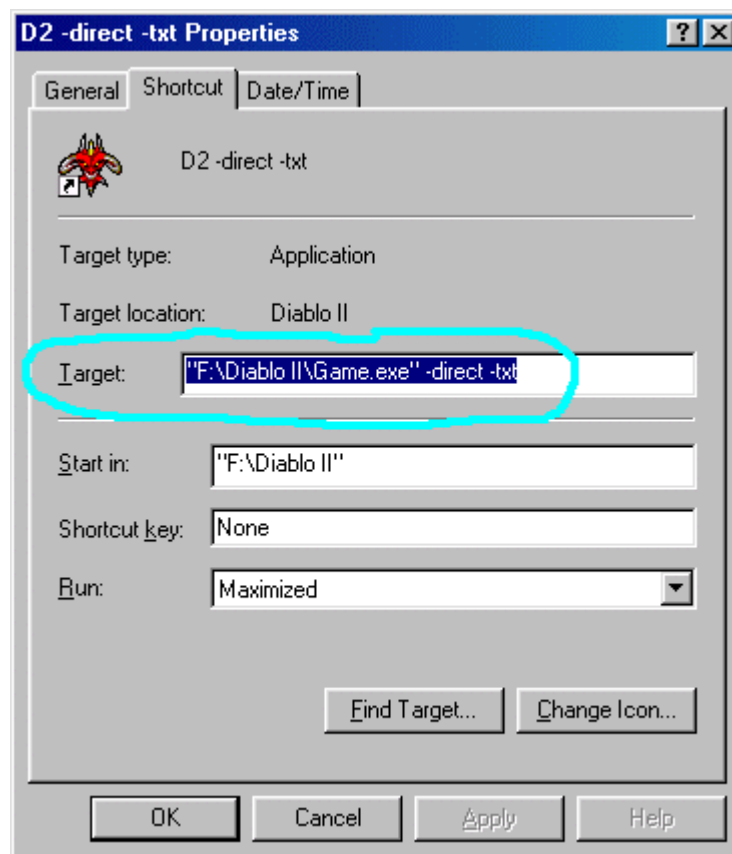 D2 -direct -txt Properties
General Shortcut Date/Time
D2 -direct -txt
Target type: Application
Target location: Diablo II
Target: "F:\Diablo II\Game.exe" -direct -txt
Start in: "F:\Diablo II"
Shortcut key: None
Run: Maximized
Find Target... Change Icon...
OK Cancel Apply Help